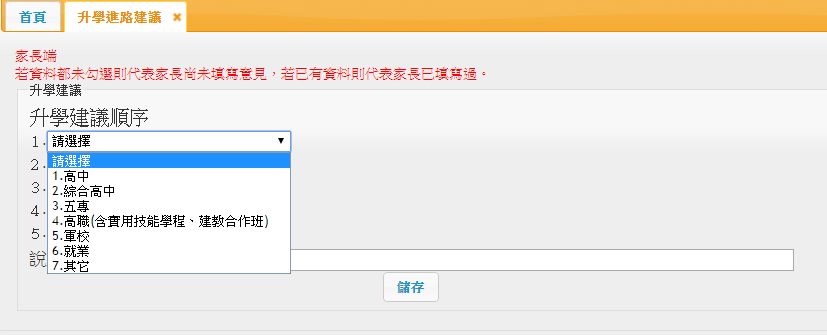 首頁
升學進路建議 ✖
家長端
若資料都未勾選則代表家長尚未填寫意見，若已有資料則代表家長已填寫過。
升學建議
升學建議順序
1. 請選擇 ▼
請選擇
2.
1.高中
3.
2.綜合高中
3.五專
4.
4.高職(含實用技能學程、建教合作班)
5.
5.軍校
6.就業
說
7.其它
儲存